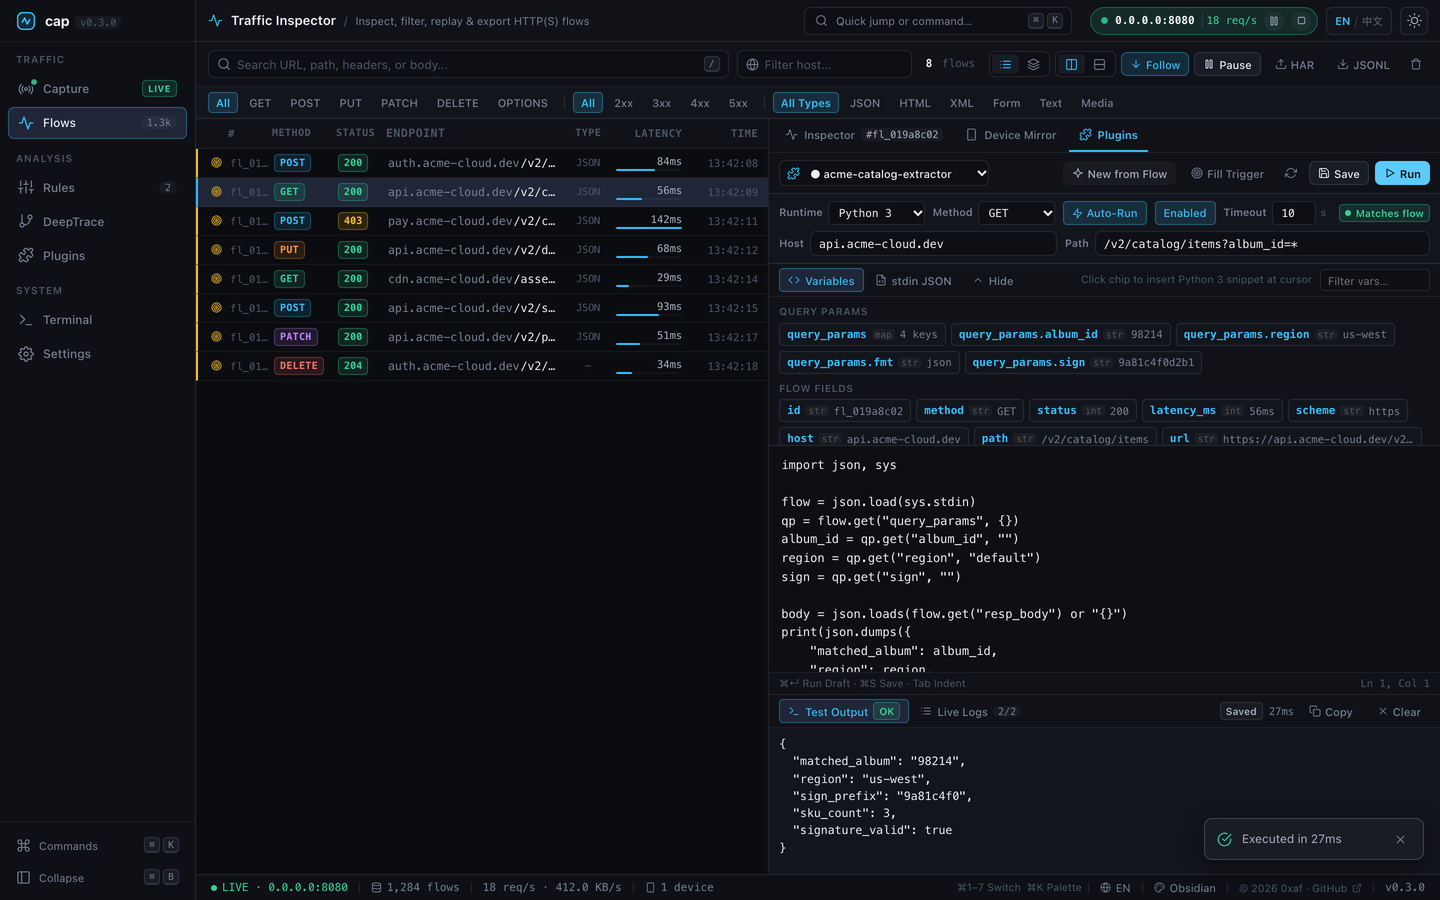 cap v0.3.0
Traffic Inspector / Inspect, filter, replay & export HTTP(S) flows
Quick jump or command... ⌘ K
0.0.0.0:8080 18 req/s
EN / 中文
TRAFFIC
Capture LIVE
Flows 1.3k
ANALYSIS
Rules 2
DeepTrace
Plugins
SYSTEM
Terminal
Settings
Commands ⌘ K
Collapse ⌘ B
Search URL, path, headers, or body... /
Filter host...
8 flows
Follow Pause HAR JSONL
All GET POST PUT PATCH DELETE OPTIONS All 2xx 3xx 4xx 5xx All Types JSON HTML XML Form Text Media
# METHOD STATUS ENDPOINT TYPE LATENCY TIME
fl_01… POST 200 auth.acme-cloud.dev/v2/… JSON 84ms 13:42:08
fl_01… GET 200 api.acme-cloud.dev/v2/c… JSON 56ms 13:42:09
fl_01… POST 403 pay.acme-cloud.dev/v2/c… JSON 142ms 13:42:11
fl_01… PUT 200 api.acme-cloud.dev/v2/d… JSON 68ms 13:42:12
fl_01… GET 200 cdn.acme-cloud.dev/asse… JSON 29ms 13:42:14
fl_01… POST 200 api.acme-cloud.dev/v2/s… JSON 93ms 13:42:15
fl_01… PATCH 200 api.acme-cloud.dev/v2/p… JSON 51ms 13:42:17
fl_01… DELETE 204 auth.acme-cloud.dev/v2/… — 34ms 13:42:18
Inspector #fl_019a8c02 Device Mirror Plugins
● acme-catalog-extractor New from Flow Fill Trigger Save Run
Runtime Python 3 Method GET Auto-Run Enabled Timeout 10 s Matches flow
Host api.acme-cloud.dev Path /v2/catalog/items?album_id=*
Variables stdin JSON Hide Click chip to insert Python 3 snippet at cursor Filter vars...
QUERY PARAMS
query_params map 4 keys query_params.album_id str 98214 query_params.region str us-west
query_params.fmt str json query_params.sign str 9a81c4f0d2b1
FLOW FIELDS
id str fl_019a8c02 method str GET status int 200 latency_ms int 56ms scheme str https
host str api.acme-cloud.dev path str /v2/catalog/items url str https://api.acme-cloud.dev/v2…
import json, sys
flow = json.load(sys.stdin)
qp = flow.get("query_params", {})
album_id = qp.get("album_id", "")
region = qp.get("region", "default")
sign = qp.get("sign", "")
body = json.loads(flow.get("resp_body") or "{}")
print(json.dumps({
"matched_album": album_id,
"region": region,
⌘↵ Run Draft · ⌘S Save · Tab Indent Ln 1, Col 1
Test Output OK Live Logs 2/2 Saved 27ms Copy Clear
{
"matched_album": "98214",
"region": "us-west",
"sign_prefix": "9a81c4f0",
"sku_count": 3,
"signature_valid": true
}
Executed in 27ms
LIVE · 0.0.0.0:8080 1,284 flows 18 req/s · 412.0 KB/s 1 device ⌘1–7 Switch ⌘K Palette EN Obsidian © 2026 0xaf · GitHub v0.3.0